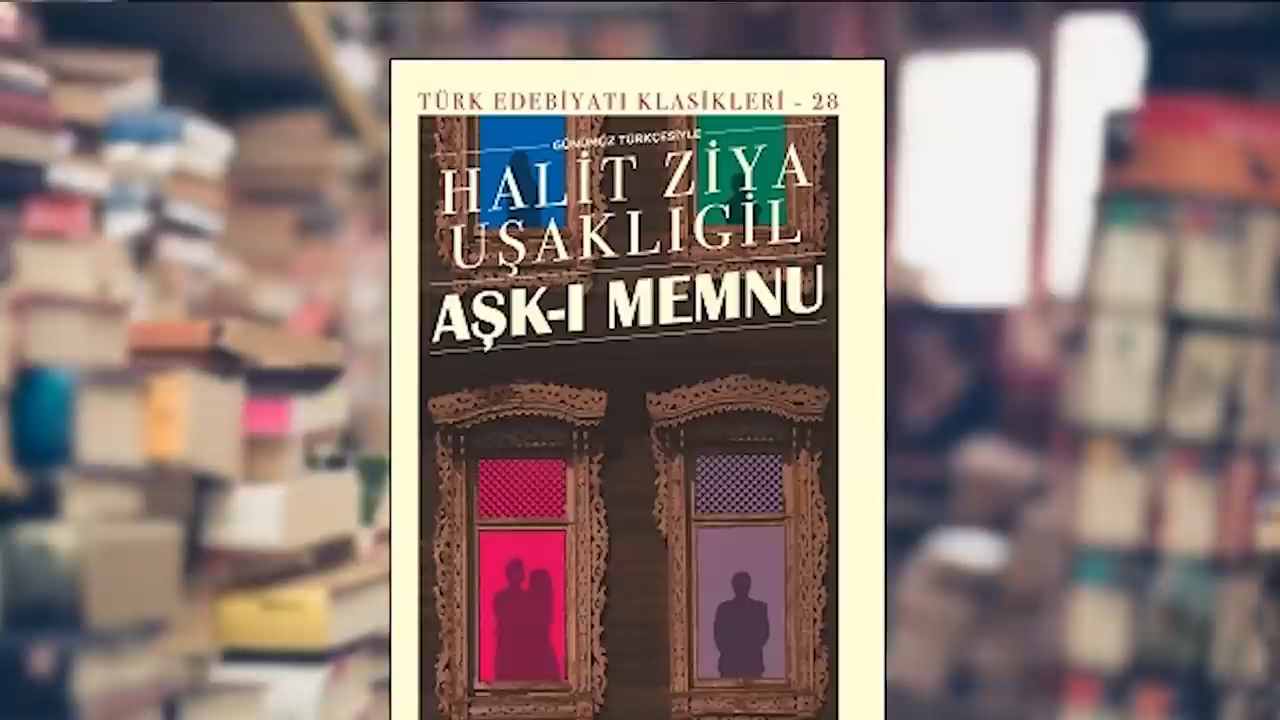 TÜRK EDEBİYATI KLASİKLERİ - 28
GÜNÜMÜZ TÜRKÇESİYLE
HALİT ZİYA
UŞAKLIGİL
AŞK-I MEMNU